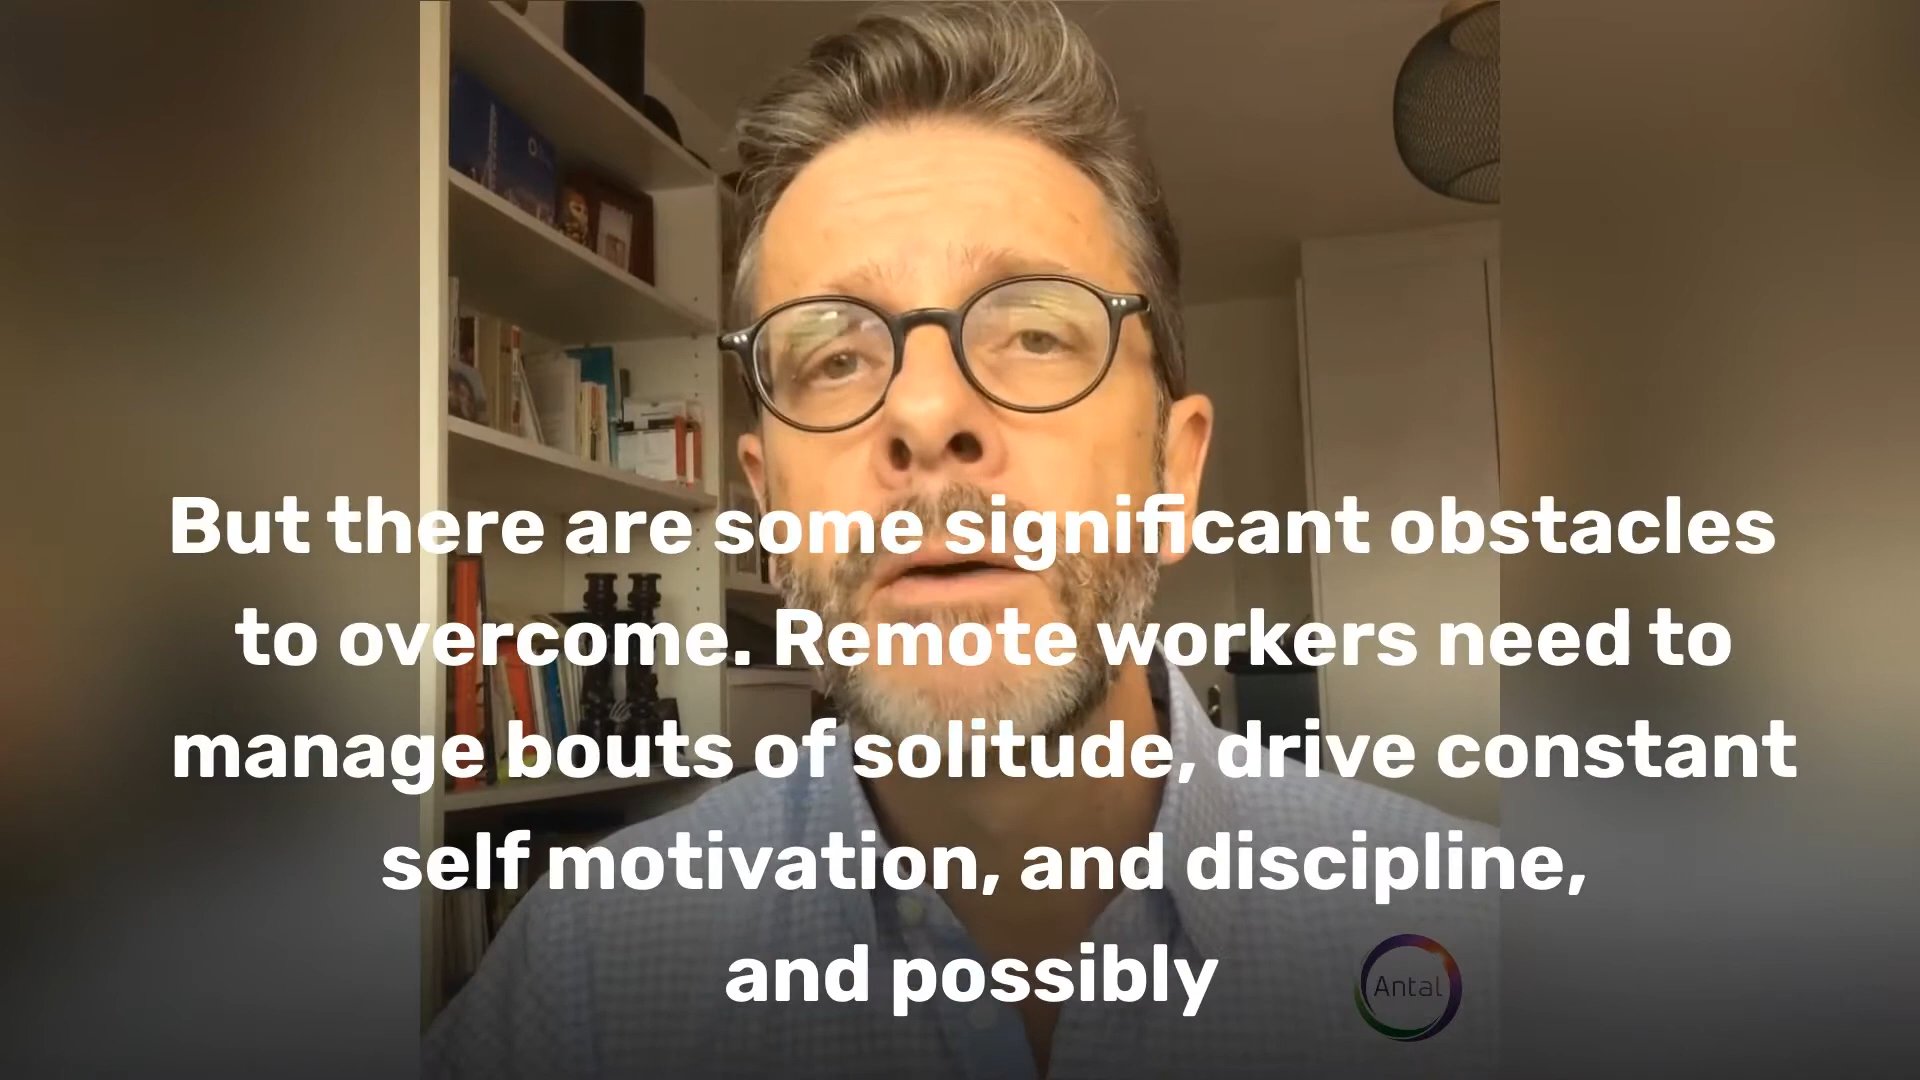 But there are some significant obstacles
to overcome. Remote workers need to
manage bouts of solitude, drive constant
self motivation, and discipline,
and possibly
Antal